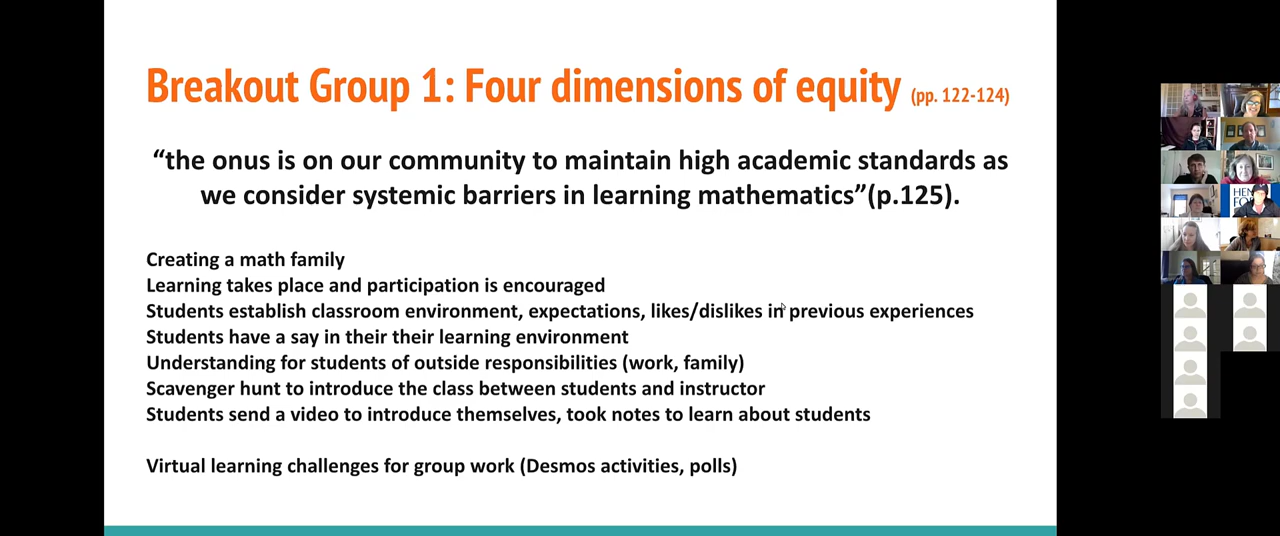 Breakout Group 1: Four dimensions of equity (pp. 122-124)
“the onus is on our community to maintain high academic standards as
we consider systemic barriers in learning mathematics”(p.125).
Creating a math family
Learning takes place and participation is encouraged
Students establish classroom environment, expectations, likes/dislikes in previous experiences
Students have a say in their their learning environment
Understanding for students of outside responsibilities (work, family)
Scavenger hunt to introduce the class between students and instructor
Students send a video to introduce themselves, took notes to learn about students
Virtual learning challenges for group work (Desmos activities, polls)